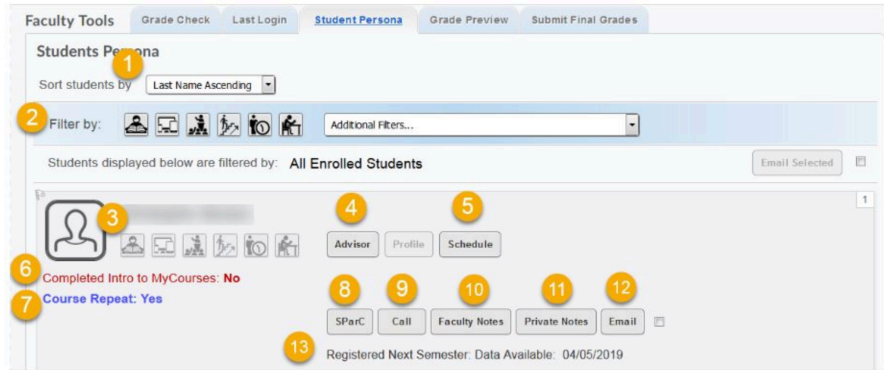 Faculty Tools Grade Check Last Login Student Persona Grade Preview Submit Final Grades
Students Persona
1
Sort students by Last Name Ascending
2 Filter by: Additional Filters...
Students displayed below are filtered by: All Enrolled Students Email Selected
1
3 4 5
Advisor Profile Schedule
6 Completed Intro to MyCourses: No
7 Course Repeat: Yes
8 9 10 11 12
SParC Call Faculty Notes Private Notes Email
13 Registered Next Semester: Data Available: 04/05/2019